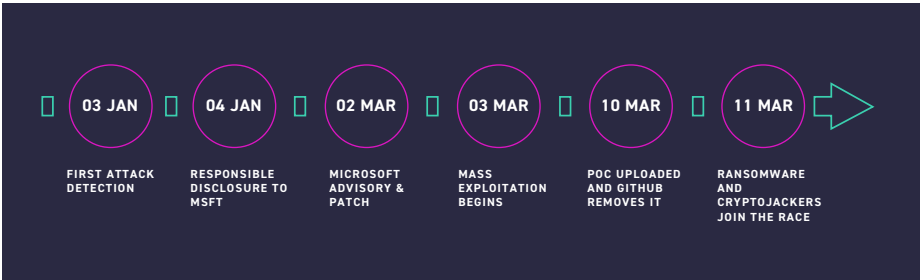 03 JAN
04 JAN
02 MAR
03 MAR
10 MAR
11 MAR
FIRST ATTACK
DETECTION
RESPONSIBLE
DISCLOSURE TO
MSFT
MICROSOFT
ADVISORY &
PATCH
MASS
EXPLOITATION
BEGINS
POC UPLOADED
AND GITHUB
REMOVES IT
RANSOMWARE
AND
CRYPTOJACKERS
JOIN THE RACE